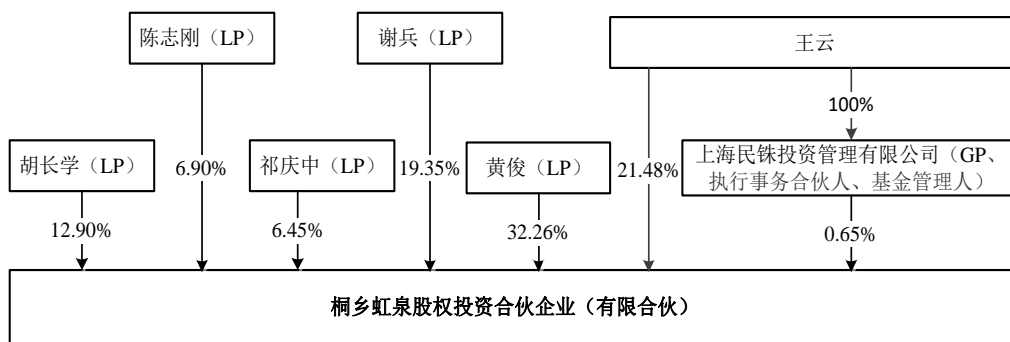 陈志刚（LP）
谢兵（LP）
王云
100%
胡长学（LP）
6.90%
祁庆中（LP）
19.35%
黄俊（LP）
21.48%
上海民铢投资管理有限公司（GP、
执行事务合伙人、基金管理人）
12.90%
6.45%
32.26%
0.65%
桐乡虹泉股权投资合伙企业（有限合伙）